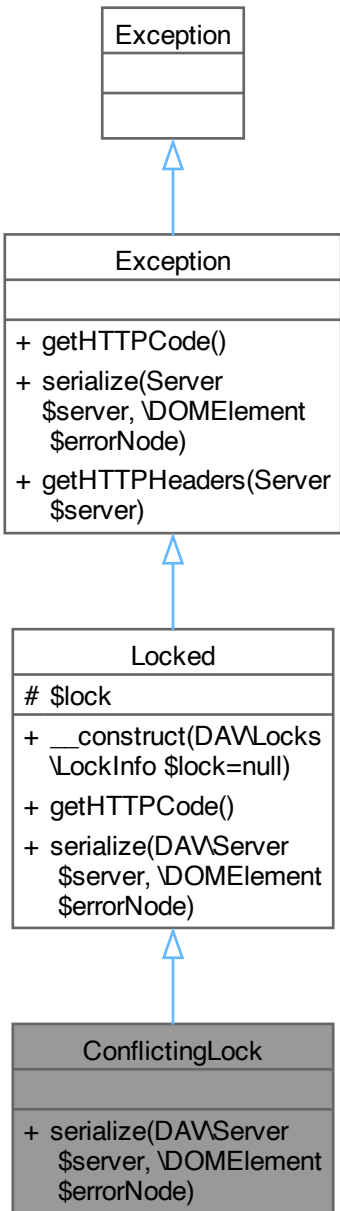 Exception
Exception
+ getHTTPCode()
+ serialize(Server
$server, \DOMElement
$errorNode)
+ getHTTPHeaders(Server
$server)
Locked
# $lock
+ __construct(DAV\Locks
\LockInfo $lock=null)
+ getHTTPCode()
+ serialize(DAV\Server
$server, \DOMElement
$errorNode)
ConflictingLock
+ serialize(DAV\Server
$server, \DOMElement
$errorNode)